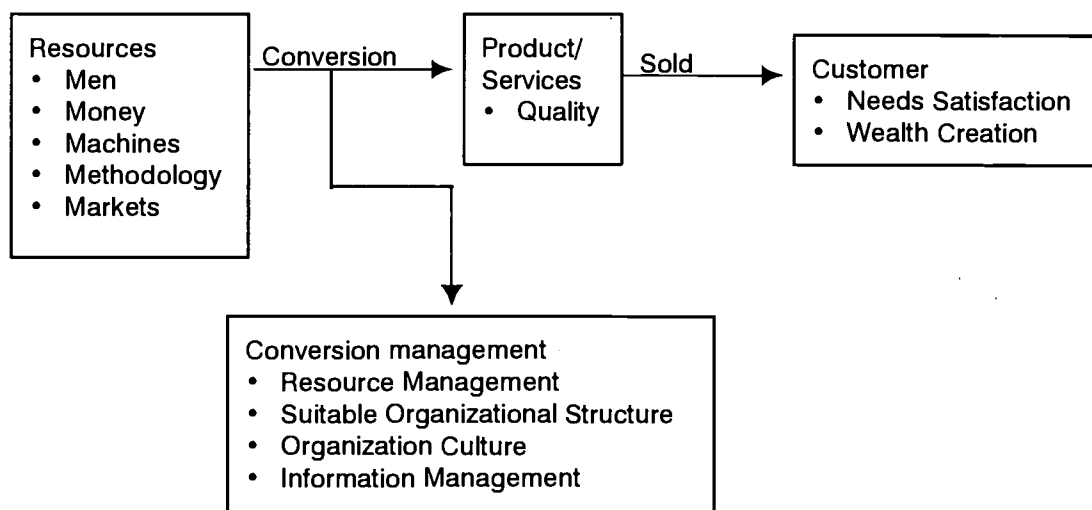 Resources
• Men
• Money
• Machines
• Methodology
• Markets
Conversion
Product/
Services
• Quality
Sold
Customer
• Needs Satisfaction
• Wealth Creation
Conversion management
• Resource Management
• Suitable Organizational Structure
• Organization Culture
• Information Management